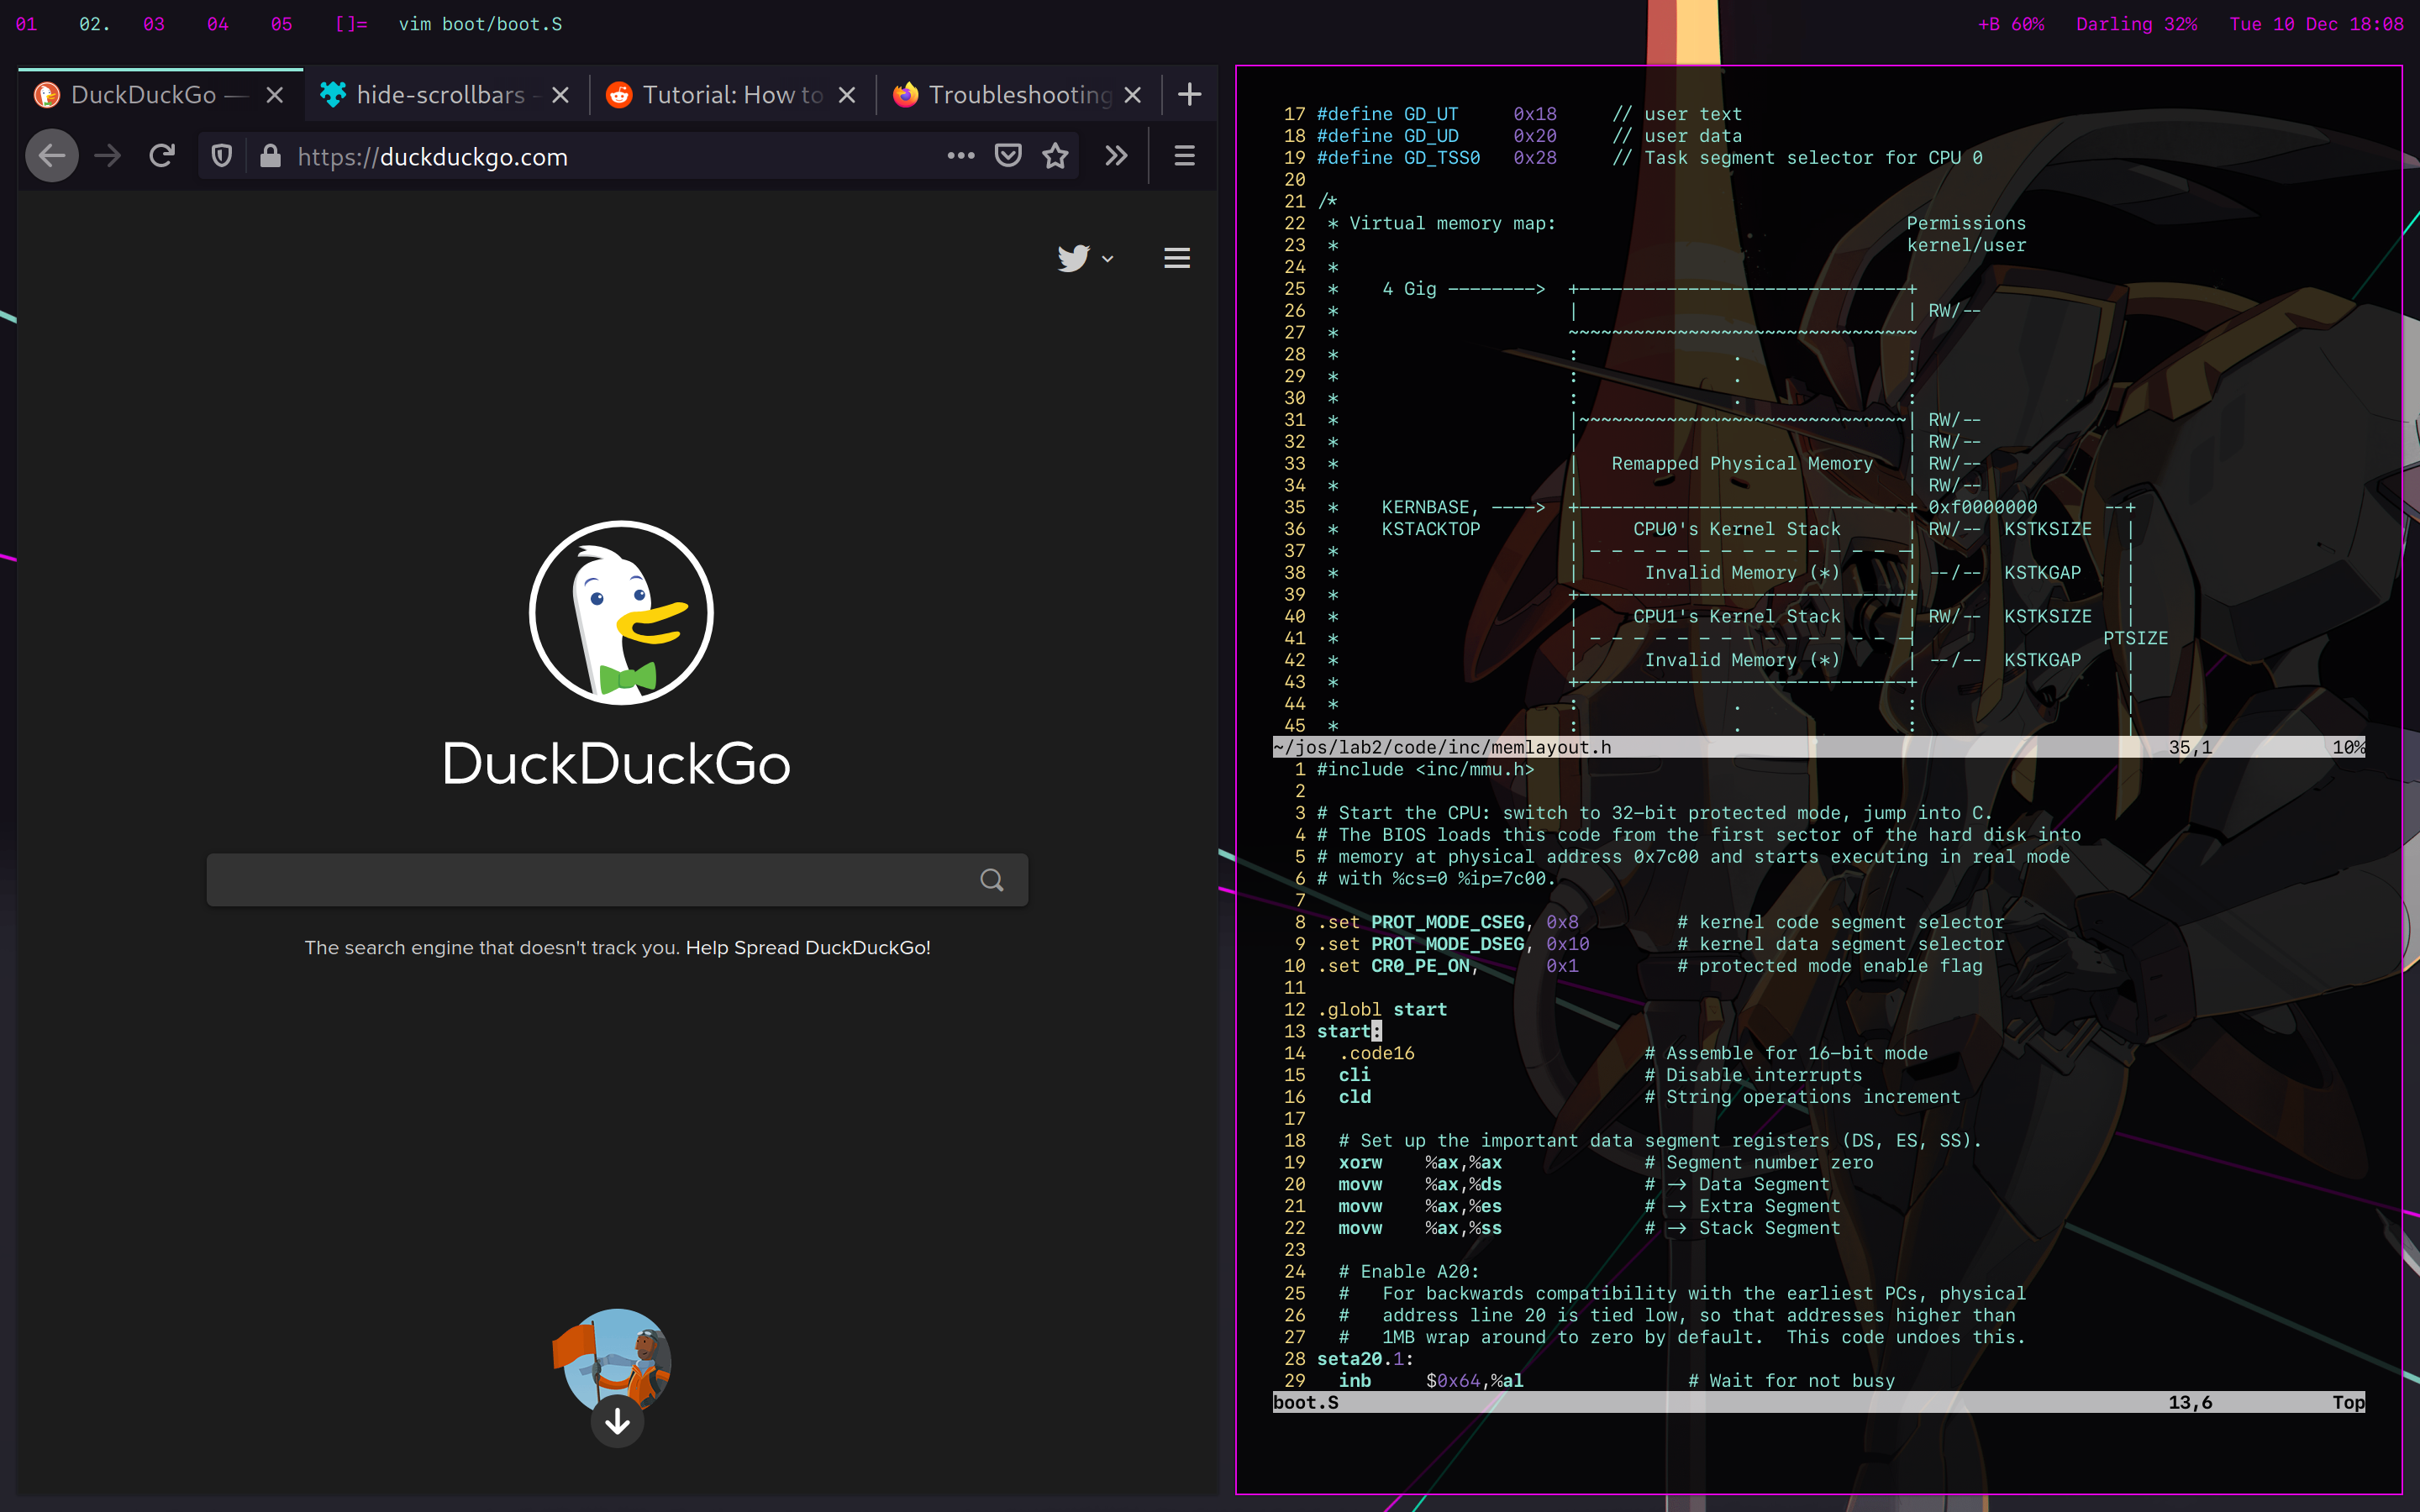 01 02. 03 04 05 []= vim boot/boot.S +B 60% Darling 32% Tue 10 Dec 18:08
DuckDuckGo — hide-scrollbars - Tutorial: How to Troubleshooting
https://duckduckgo.com
DuckDuckGo
The search engine that doesn't track you. Help Spread DuckDuckGo!
17 #define GD_UT     0x18     // user text
18 #define GD_UD     0x20     // user data
19 #define GD_TSS0   0x28     // Task segment selector for CPU 0
20
21 /*
22  * Virtual memory map:                                Permissions
23  *                                                    kernel/user
24  *
25  *    4 Gig -------->  +------------------------------+
26  *                     |                              | RW/--
27  *                     ~~~~~~~~~~~~~~~~~~~~~~~~~~~~~~~~
28  *                     :              .               :
29  *                     :              .               :
30  *                     :              .               :
31  *                     |~~~~~~~~~~~~~~~~~~~~~~~~~~~~~~| RW/--
32  *                     |                              | RW/--
33  *                     |   Remapped Physical Memory   | RW/--
34  *                     |                              | RW/--
35  *    KERNBASE, ---->  +------------------------------+ 0xf0000000      --+
36  *    KSTACKTOP        |     CPU0's Kernel Stack      | RW/--  KSTKSIZE   |
37  *                     | - - - - - - - - - - - - - - -|                   |
38  *                     |      Invalid Memory (*)      | --/--  KSTKGAP    |
39  *                     +------------------------------+                   |
40  *                     |     CPU1's Kernel Stack      | RW/--  KSTKSIZE   |
41  *                     | - - - - - - - - - - - - - - -|                 PTSIZE
42  *                     |      Invalid Memory (*)      | --/--  KSTKGAP    |
43  *                     +------------------------------+                   |
44  *                     :              .               :                   |
45  *                     :              .               :                   |
~/jos/lab2/code/inc/memlayout.h 35,1 10%
1 #include <inc/mmu.h>
2
3 # Start the CPU: switch to 32-bit protected mode, jump into C.
4 # The BIOS loads this code from the first sector of the hard disk into
5 # memory at physical address 0x7c00 and starts executing in real mode
6 # with %cs=0 %ip=7c00.
7
8 .set PROT_MODE_CSEG, 0x8         # kernel code segment selector
9 .set PROT_MODE_DSEG, 0x10        # kernel data segment selector
10 .set CR0_PE_ON,      0x1         # protected mode enable flag
11
12 .globl start
13 start:
14   .code16                     # Assemble for 16-bit mode
15   cli                         # Disable interrupts
16   cld                         # String operations increment
17
18   # Set up the important data segment registers (DS, ES, SS).
19   xorw    %ax,%ax             # Segment number zero
20   movw    %ax,%ds             # -> Data Segment
21   movw    %ax,%es             # -> Extra Segment
22   movw    %ax,%ss             # -> Stack Segment
23
24   # Enable A20:
25   #   For backwards compatibility with the earliest PCs, physical
26   #   address line 20 is tied low, so that addresses higher than
27   #   1MB wrap around to zero by default.  This code undoes this.
28 seta20.1:
29   inb     $0x64,%al               # Wait for not busy
boot.S 13,6 Top